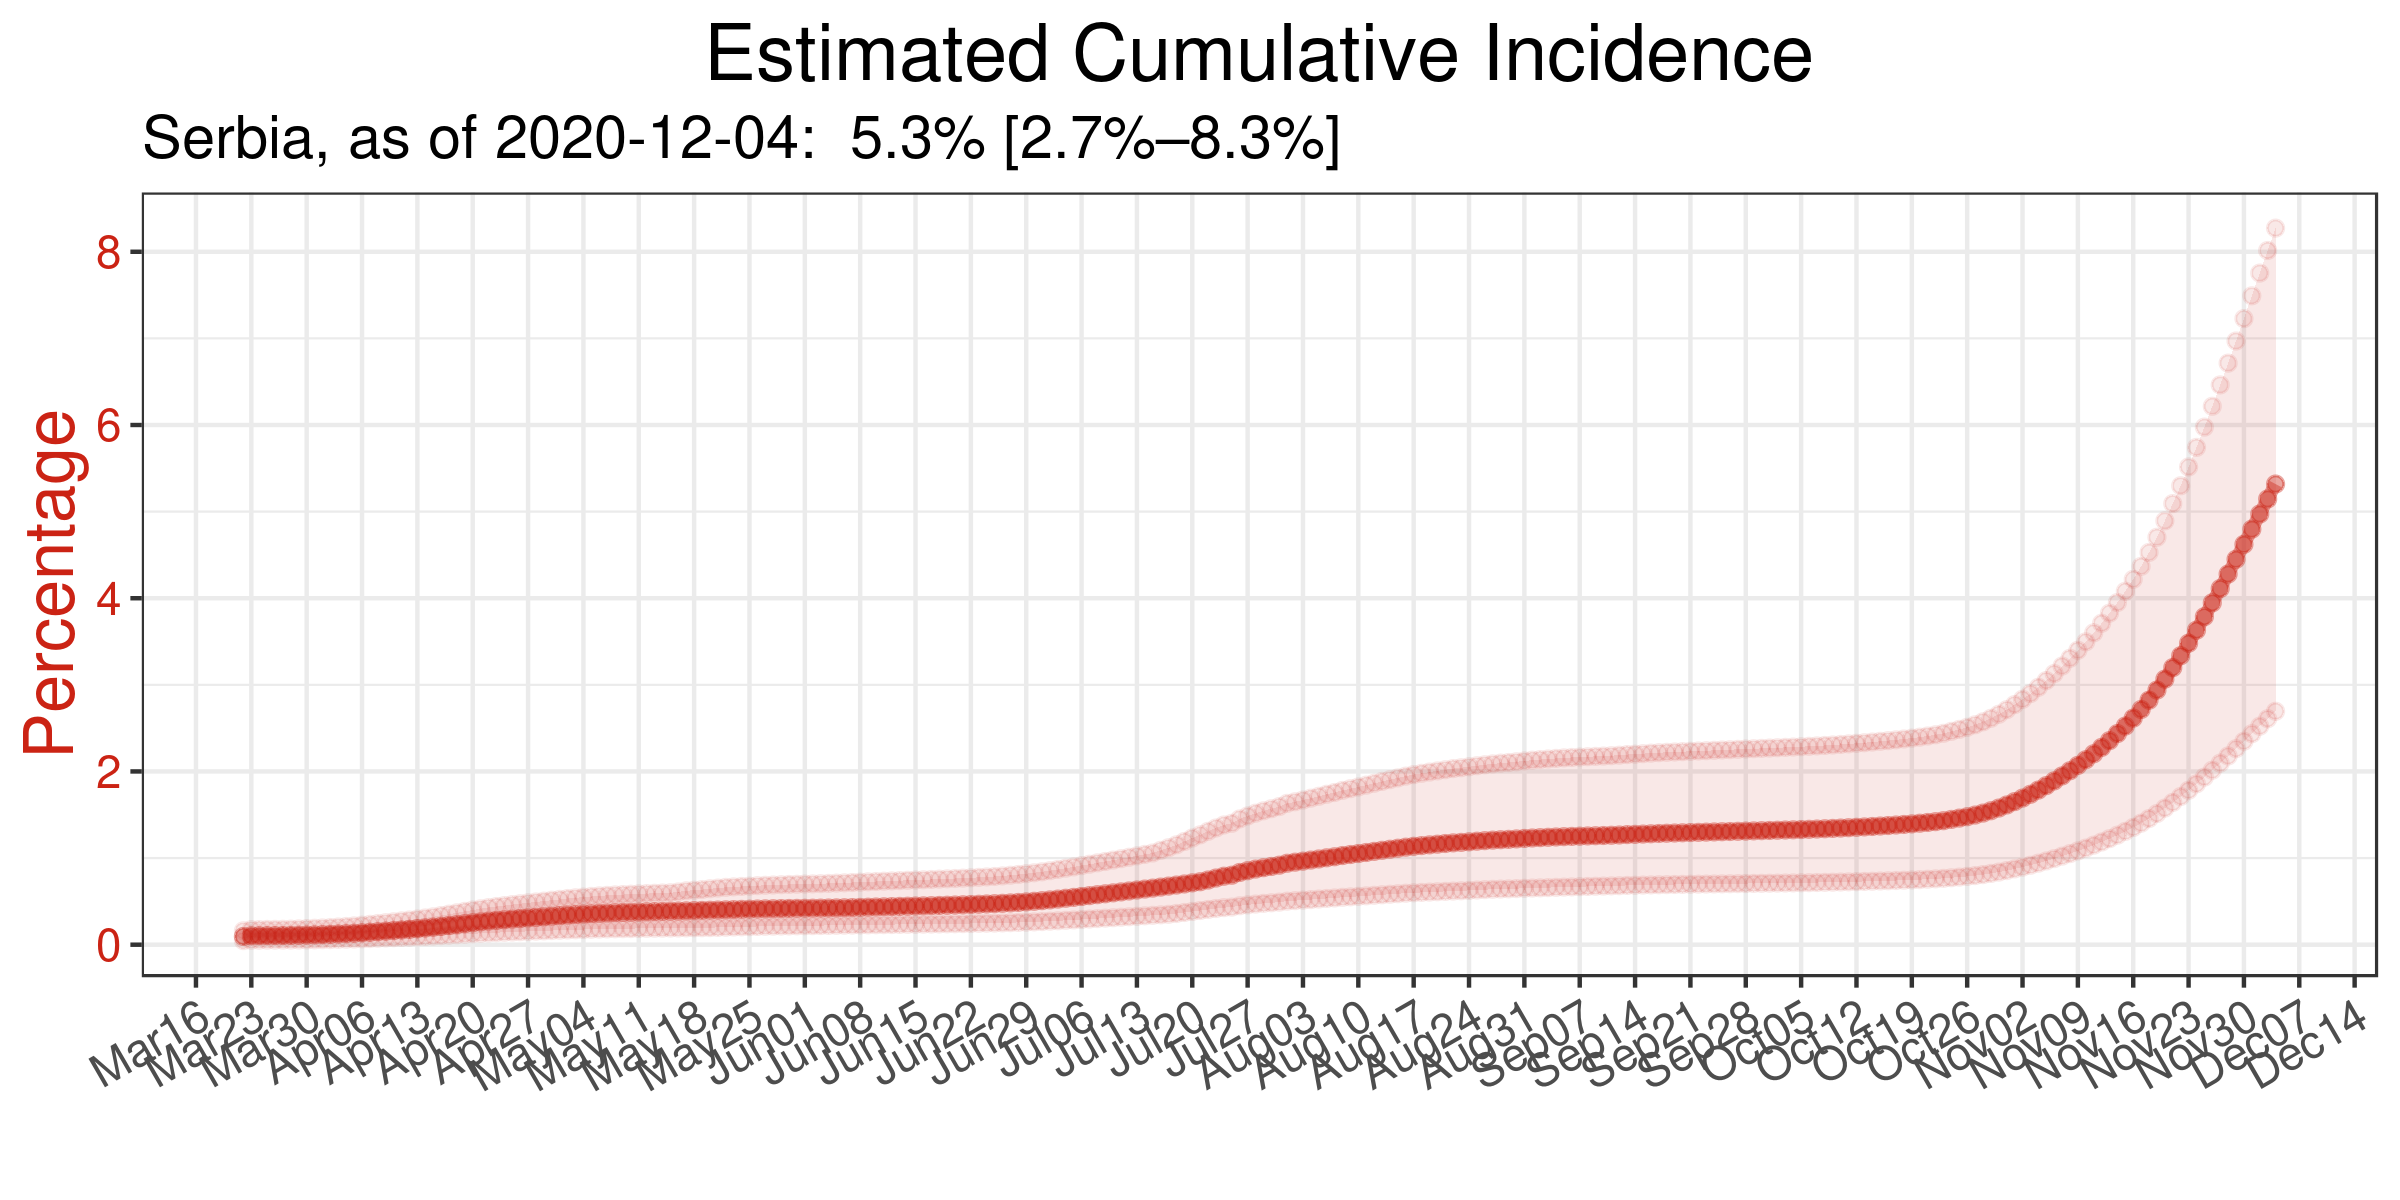 Estimated Cumulative Incidence
Serbia, as of 2020-12-04:  5.3% [2.7%–8.3%]
Percentage
8
6
4
2
0
Mar16
Mar23
Mar30
Apr06
Apr13
Apr20
Apr27
May04
May11
May18
May25
Jun01
Jun08
Jun15
Jun22
Jun29
Jul06
Jul13
Jul20
Jul27
Aug03
Aug10
Aug17
Aug24
Aug31
Sep07
Sep14
Sep21
Sep28
Oct05
Oct12
Oct19
Oct26
Nov02
Nov09
Nov16
Nov23
Nov30
Dec07
Dec14